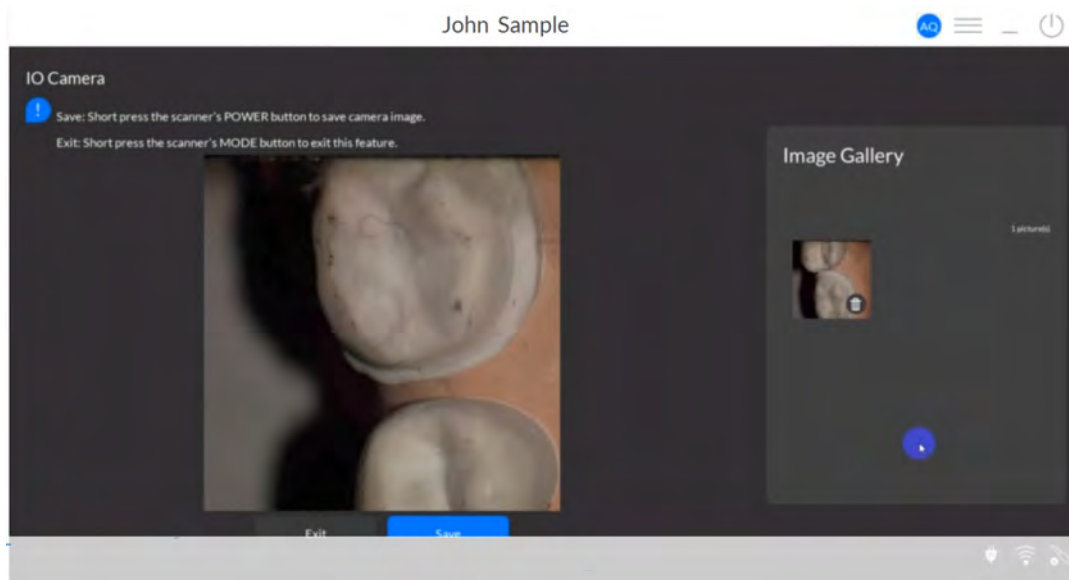 John Sample
AQ
IO Camera
! Save: Short press the scanner's POWER button to save camera image.
Exit: Short press the scanner's MODE button to exit this feature.
Image Gallery
1 picture(s)
Exit
Save